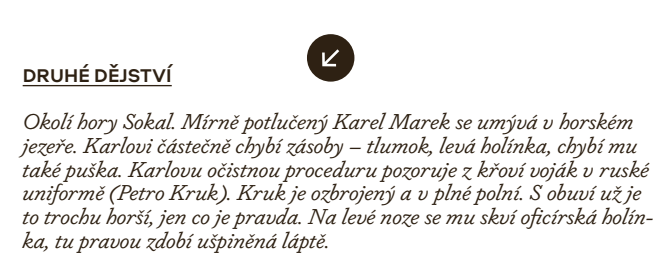 DRUHÉ DĚJSTVÍ
Okolí hory Sokal. Mírně potlučený Karel Marek se umývá v horském
jezeře. Karlovi částečně chybí zásoby – tlumok, levá holínka, chybí mu
také puška. Karlovu očistnou proceduru pozoruje z křoví voják v ruské
uniformě (Petro Kruk). Kruk je ozbrojený a v plné polní. S obuví už je
to trochu horší, jen co je pravda. Na levé noze se mu skví oficírská holín-
ka, tu pravou zdobí ušpiněná láptě.